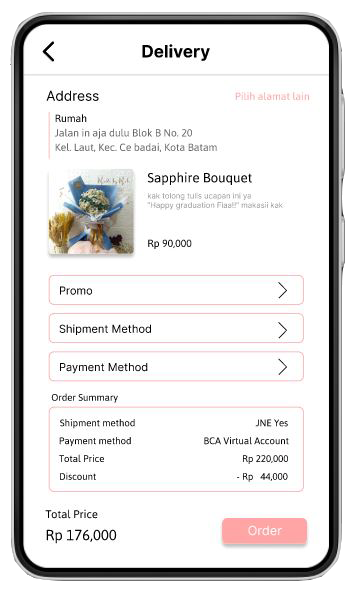 Delivery
Address
Pilih alamat lain
Rumah
Jalan in aja dulu Blok B No. 20
Kel. Laut, Kec. Ce badai, Kota Batam
Sapphire Bouquet
kak tolong tulis ucapan ini ya
"Happy graduation Flaa!!" makasii kak
Rp 90,000
Promo
Shipment Method
Payment Method
Order Summary
Shipment method JNE Yes
Payment method BCA Virtual Account
Total Price Rp 220,000
Discount - Rp 44,000
Total Price
Rp 176,000
Order